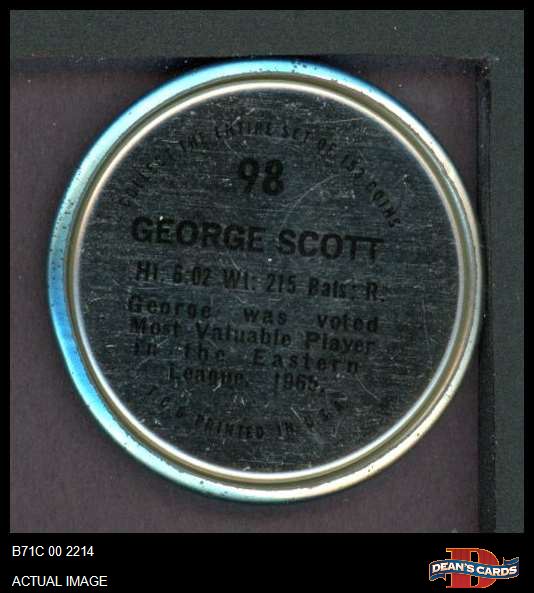 COLLECT THE ENTIRE SET OF 153 COINS
98
GEORGE SCOTT
Ht. 6-02 Wt: 215 Bats: R.
George was voted
Most Valuable Player
in the Eastern
League, 1965.
T.C.G. PRINTED IN U.S.A.
B71C 00 2214
ACTUAL IMAGE
D
DEAN'S CARDS